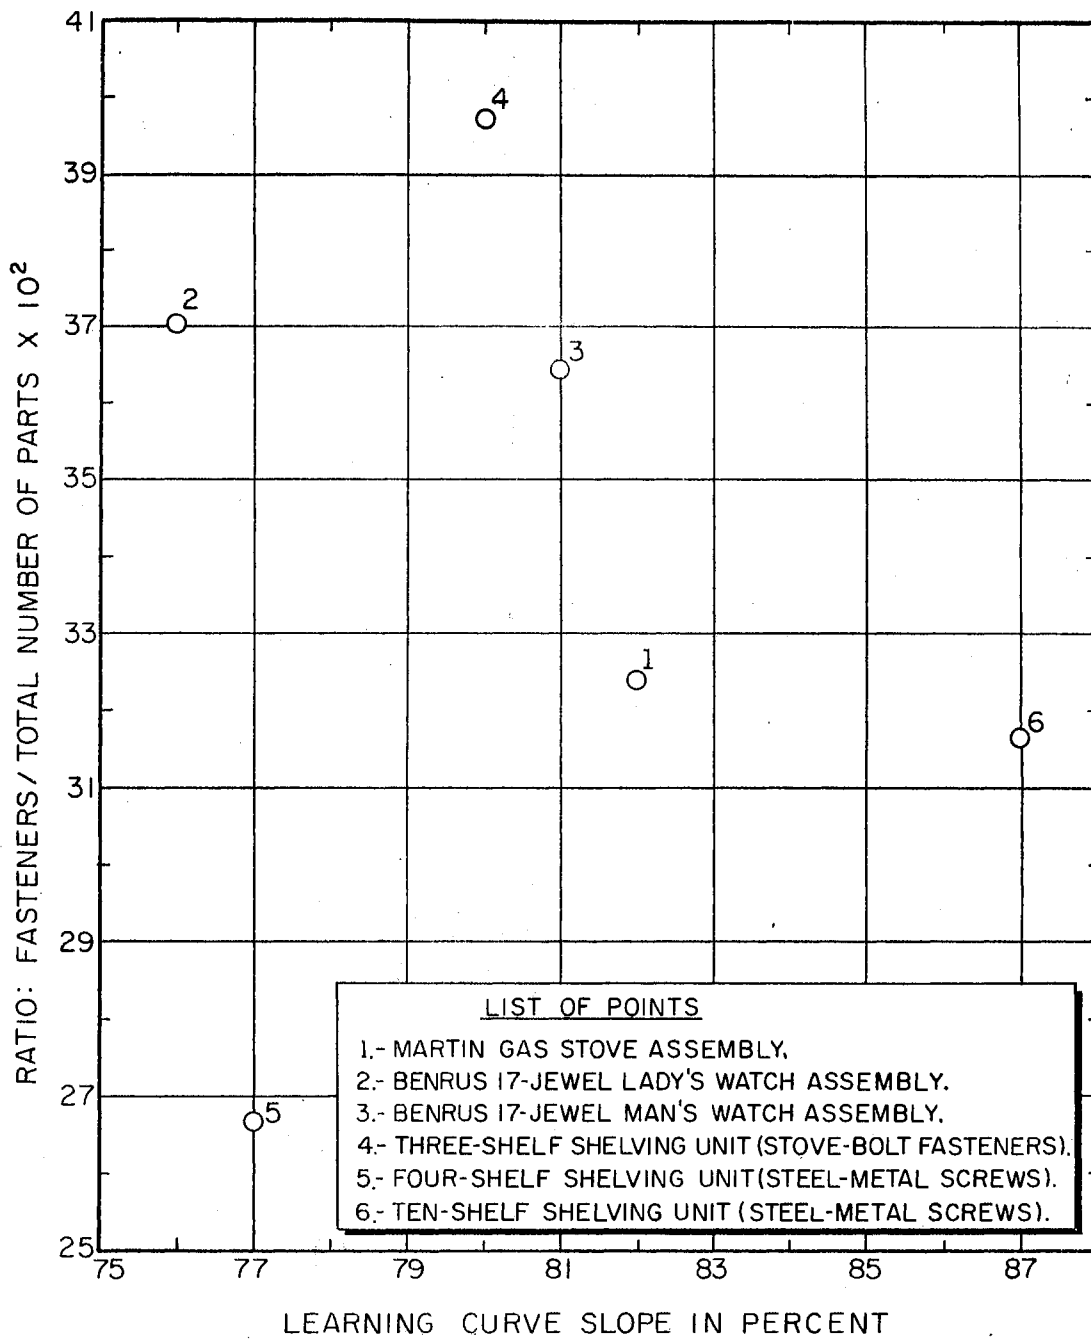 41
39
37
35
33
31
29
27
25
RATIO: FASTENERS/TOTAL NUMBER OF PARTS X 10²
4
2
3
1
6
5
LIST OF POINTS
1.- MARTIN GAS STOVE ASSEMBLY.
2.- BENRUS 17-JEWEL LADY'S WATCH ASSEMBLY.
3.- BENRUS 17-JEWEL MAN'S WATCH ASSEMBLY.
4.- THREE-SHELF SHELVING UNIT (STOVE-BOLT FASTENERS).
5.- FOUR-SHELF SHELVING UNIT (STEEL-METAL SCREWS).
6.- TEN-SHELF SHELVING UNIT (STEEL-METAL SCREWS).
75 77 79 81 83 85 87
LEARNING CURVE SLOPE IN PERCENT